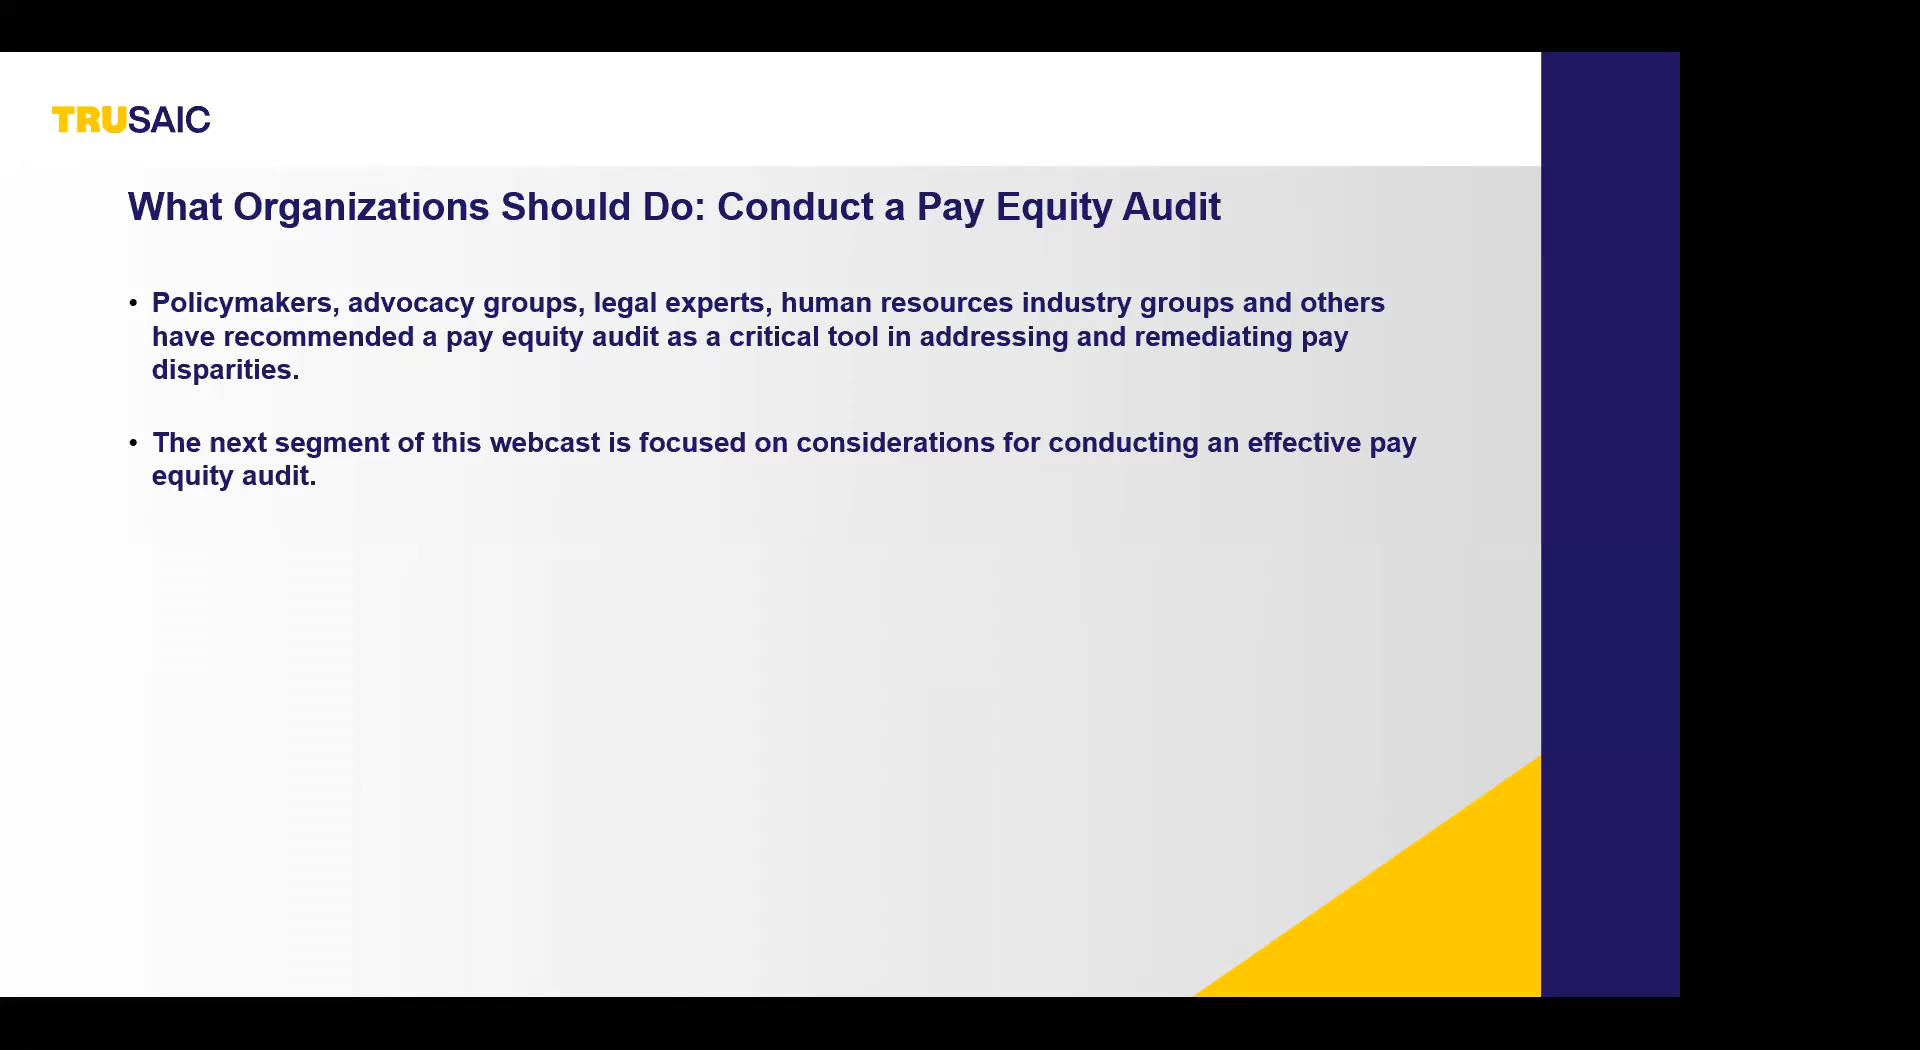 TRUSAIC
What Organizations Should Do: Conduct a Pay Equity Audit
• Policymakers, advocacy groups, legal experts, human resources industry groups and others
have recommended a pay equity audit as a critical tool in addressing and remediating pay
disparities.
• The next segment of this webcast is focused on considerations for conducting an effective pay
equity audit.